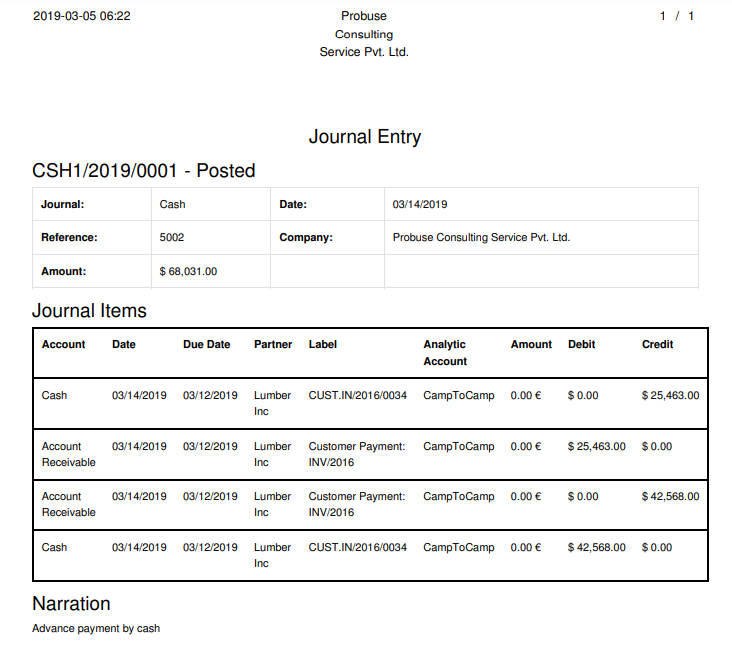 2019-03-05 06:22 Probuse 1 / 1
Consulting
Service Pvt. Ltd.
Journal Entry
CSH1/2019/0001 - Posted
Journal: Cash Date: 03/14/2019
Reference: 5002 Company: Probuse Consulting Service Pvt. Ltd.
Amount: $ 68,031.00
Journal Items
Account Date Due Date Partner Label Analytic Amount Debit Credit
Account
Cash 03/14/2019 03/12/2019 Lumber CUST.IN/2016/0034 CampToCamp 0.00 € $ 0.00 $ 25,463.00
Inc
Account 03/14/2019 03/12/2019 Lumber Customer Payment: CampToCamp 0.00 € $ 25,463.00 $ 0.00
Receivable Inc INV/2016
Account 03/14/2019 03/12/2019 Lumber Customer Payment: CampToCamp 0.00 € $ 0.00 $ 42,568.00
Receivable Inc INV/2016
Cash 03/14/2019 03/12/2019 Lumber CUST.IN/2016/0034 CampToCamp 0.00 € $ 42,568.00 $ 0.00
Inc
Narration
Advance payment by cash